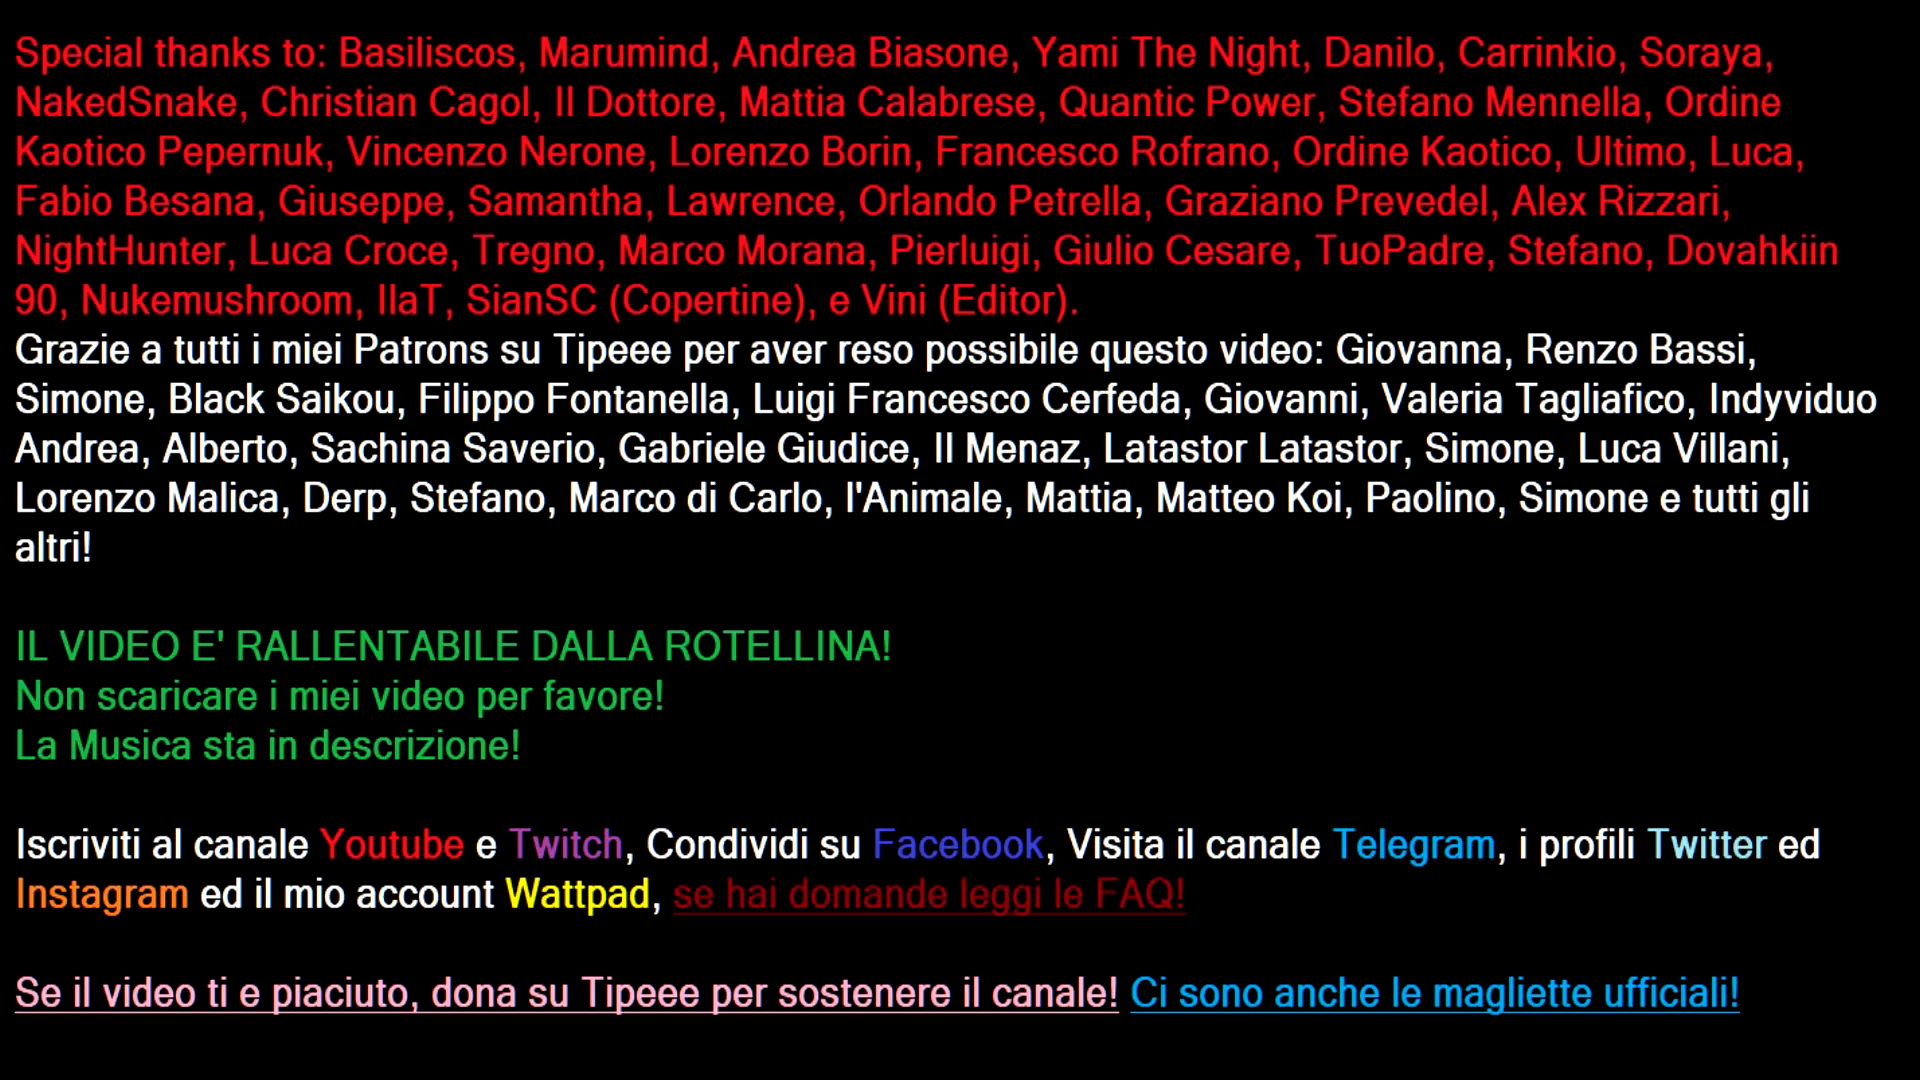 Special thanks to: Basiliscos, Marumind, Andrea Biasone, Yami The Night, Danilo, Carrinkio, Soraya,
NakedSnake, Christian Cagol, Il Dottore, Mattia Calabrese, Quantic Power, Stefano Mennella, Ordine
Kaotico Pepernuk, Vincenzo Nerone, Lorenzo Borin, Francesco Rofrano, Ordine Kaotico, Ultimo, Luca,
Fabio Besana, Giuseppe, Samantha, Lawrence, Orlando Petrella, Graziano Prevedel, Alex Rizzari,
NightHunter, Luca Croce, Tregno, Marco Morana, Pierluigi, Giulio Cesare, TuoPadre, Stefano, Dovahkiin
90, Nukemushroom, IlaT, SianSC (Copertine), e Vini (Editor).
Grazie a tutti i miei Patrons su Tipeee per aver reso possibile questo video: Giovanna, Renzo Bassi,
Simone, Black Saikou, Filippo Fontanella, Luigi Francesco Cerfeda, Giovanni, Valeria Tagliafico, Indyviduo
Andrea, Alberto, Sachina Saverio, Gabriele Giudice, Il Menaz, Latastor Latastor, Simone, Luca Villani,
Lorenzo Malica, Derp, Stefano, Marco di Carlo, l'Animale, Mattia, Matteo Koi, Paolino, Simone e tutti gli
altri!
IL VIDEO E' RALLENTABILE DALLA ROTELLINA!
Non scaricare i miei video per favore!
La Musica sta in descrizione!
Iscriviti al canale Youtube e Twitch, Condividi su Facebook, Visita il canale Telegram, i profili Twitter ed
Instagram ed il mio account Wattpad, se hai domande leggi le FAQ!
Se il video ti e piaciuto, dona su Tipeee per sostenere il canale! Ci sono anche le magliette ufficiali!